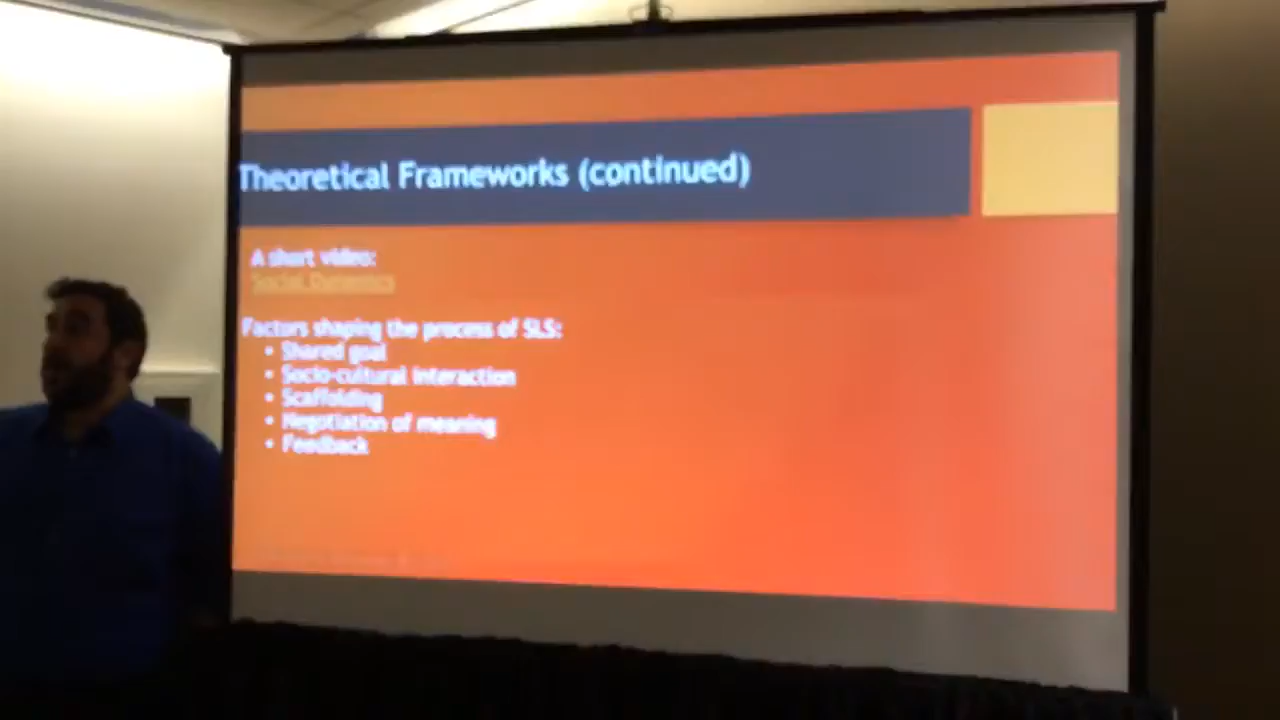 Theoretical Frameworks (continued)
A short video:
Social Dynamics
Factors shaping the process of SLS:
• Shared goal
• Socio-cultural interaction
• Scaffolding
• Negotiation of meaning
• Feedback